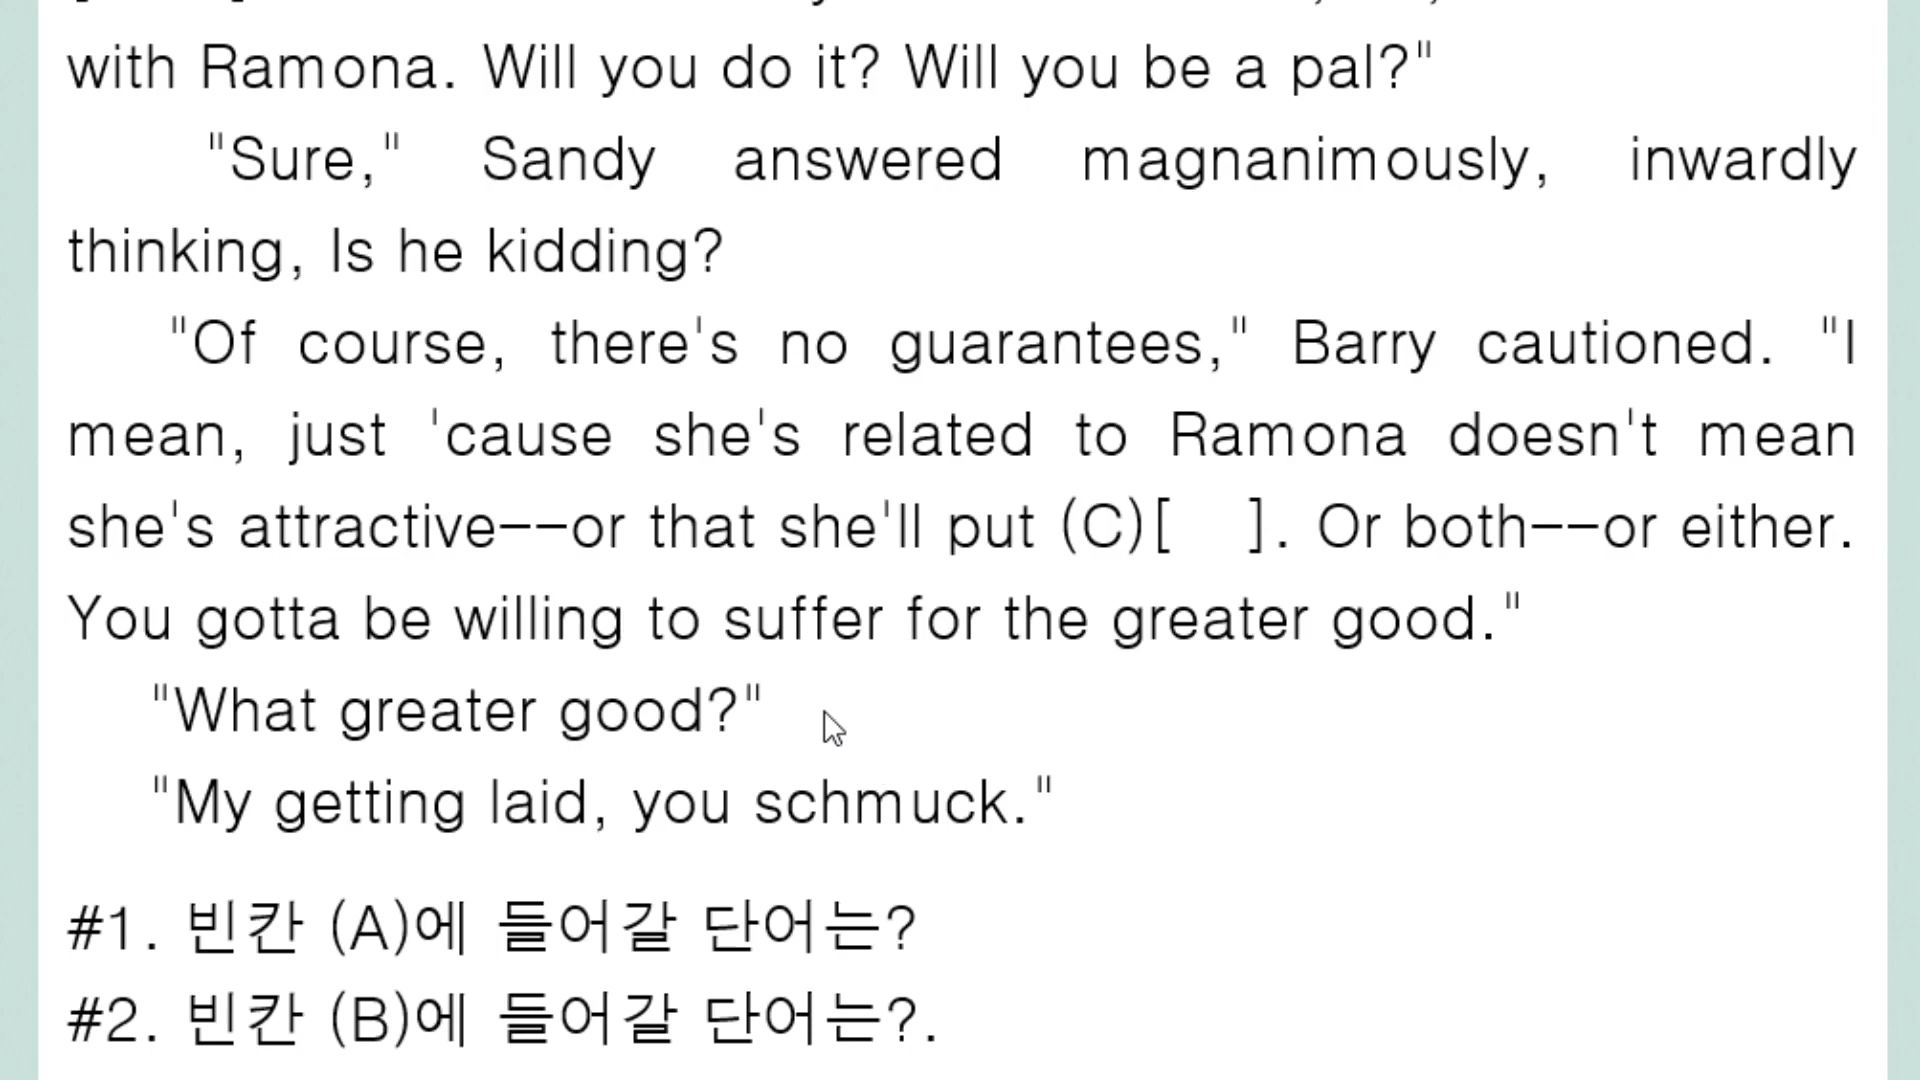 with Ramona. Will you do it? Will you be a pal?"
"Sure," Sandy answered magnanimously, inwardly
thinking, Is he kidding?
"Of course, there's no guarantees," Barry cautioned. "I
mean, just 'cause she's related to Ramona doesn't mean
she's attractive--or that she'll put (C)[ ]. Or both--or either.
You gotta be willing to suffer for the greater good."
"What greater good?"
"My getting laid, you schmuck."
#1. 빈칸 (A)에 들어갈 단어는?
#2. 빈칸 (B)에 들어갈 단어는?.